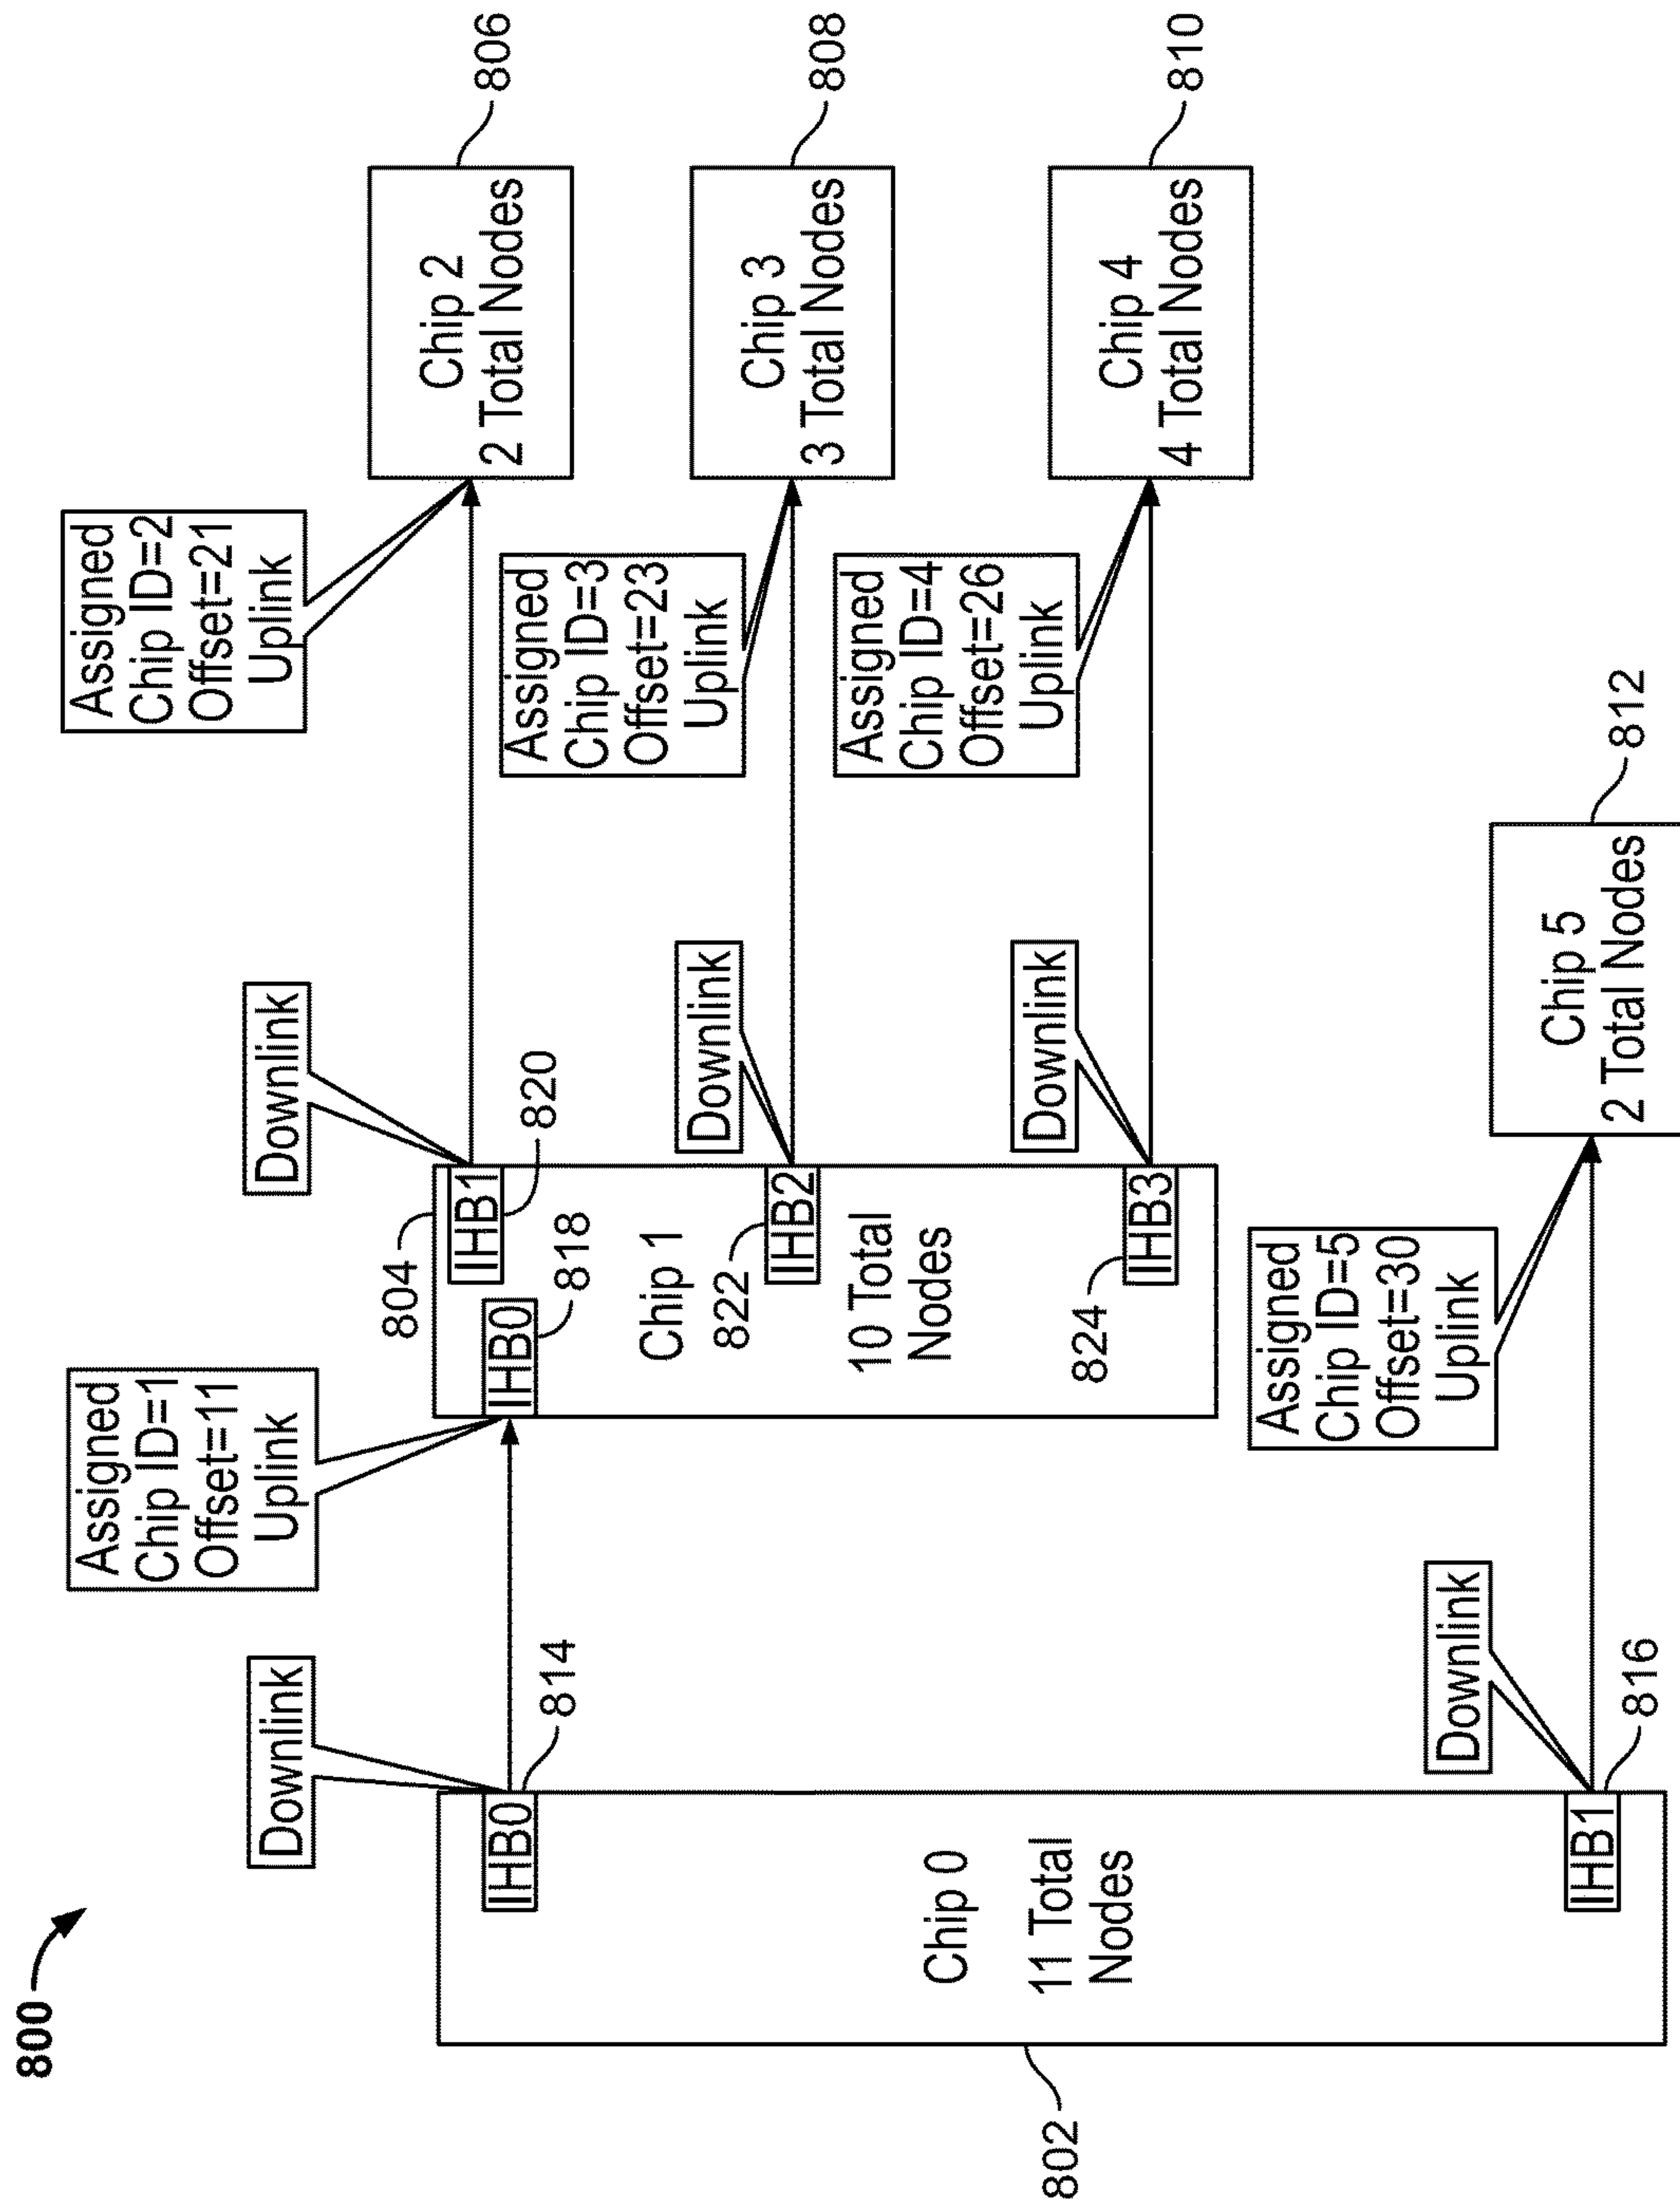 800
Downlink
IHB0
814
Chip 0
11 Total
Nodes
802
Downlink
IHB1
816
Assigned
Chip ID=1
Offset=11
Uplink
804
IHB0
818
Chip 1
10 Total
Nodes
Downlink
IHB1
820
Downlink
822
IHB2
Downlink
824
IHB3
Assigned
Chip ID=2
Offset=21
Uplink
Chip 2
2 Total Nodes
806
Assigned
Chip ID=3
Offset=23
Uplink
Chip 3
3 Total Nodes
808
Assigned
Chip ID=4
Offset=26
Uplink
Chip 4
4 Total Nodes
810
Assigned
Chip ID=5
Offset=30
Uplink
Chip 5
2 Total Nodes
812